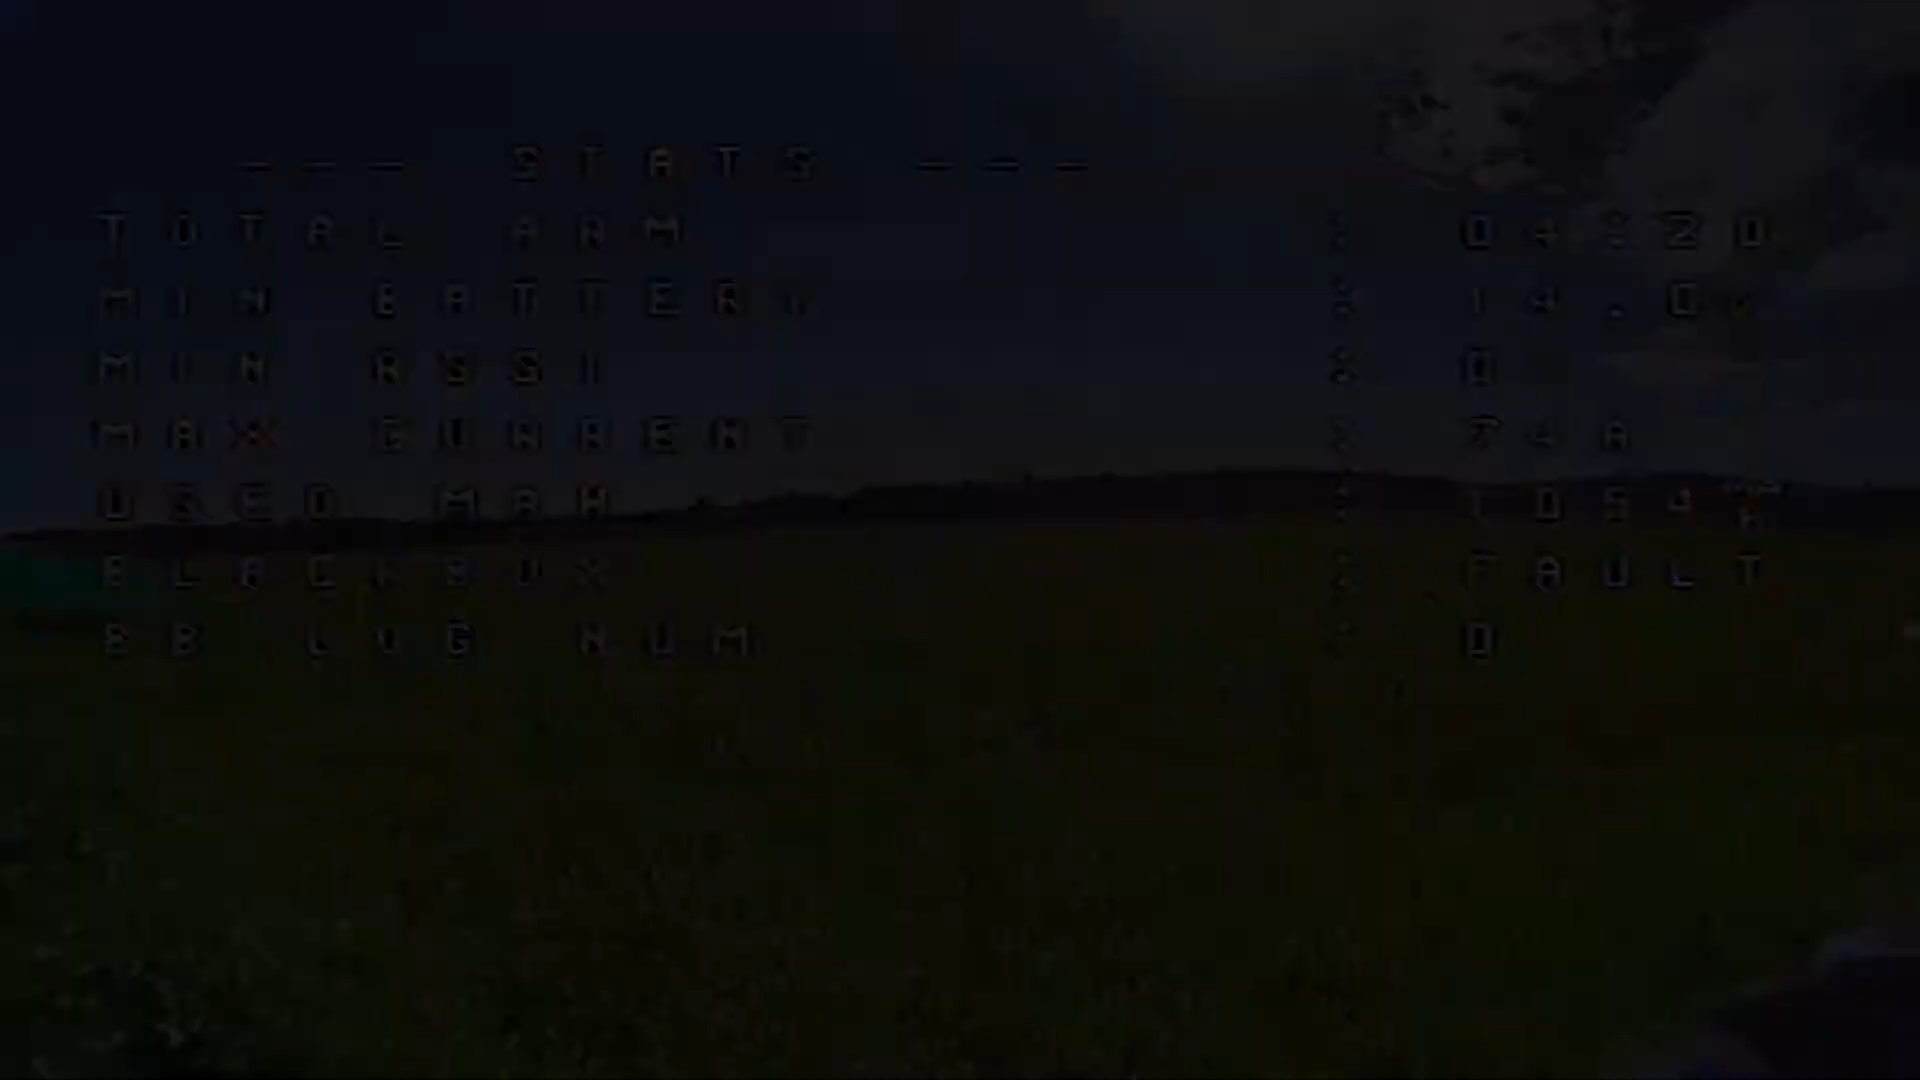 --- STATS ---
TOTAL ARM : 04:20
MIN BATTERY : 14.0V
MIN RSSI : 0
MAX CURRENT : 74A
USED MAH : 1054
BLACKBOX : FAULT
BB LOG NUM : 0